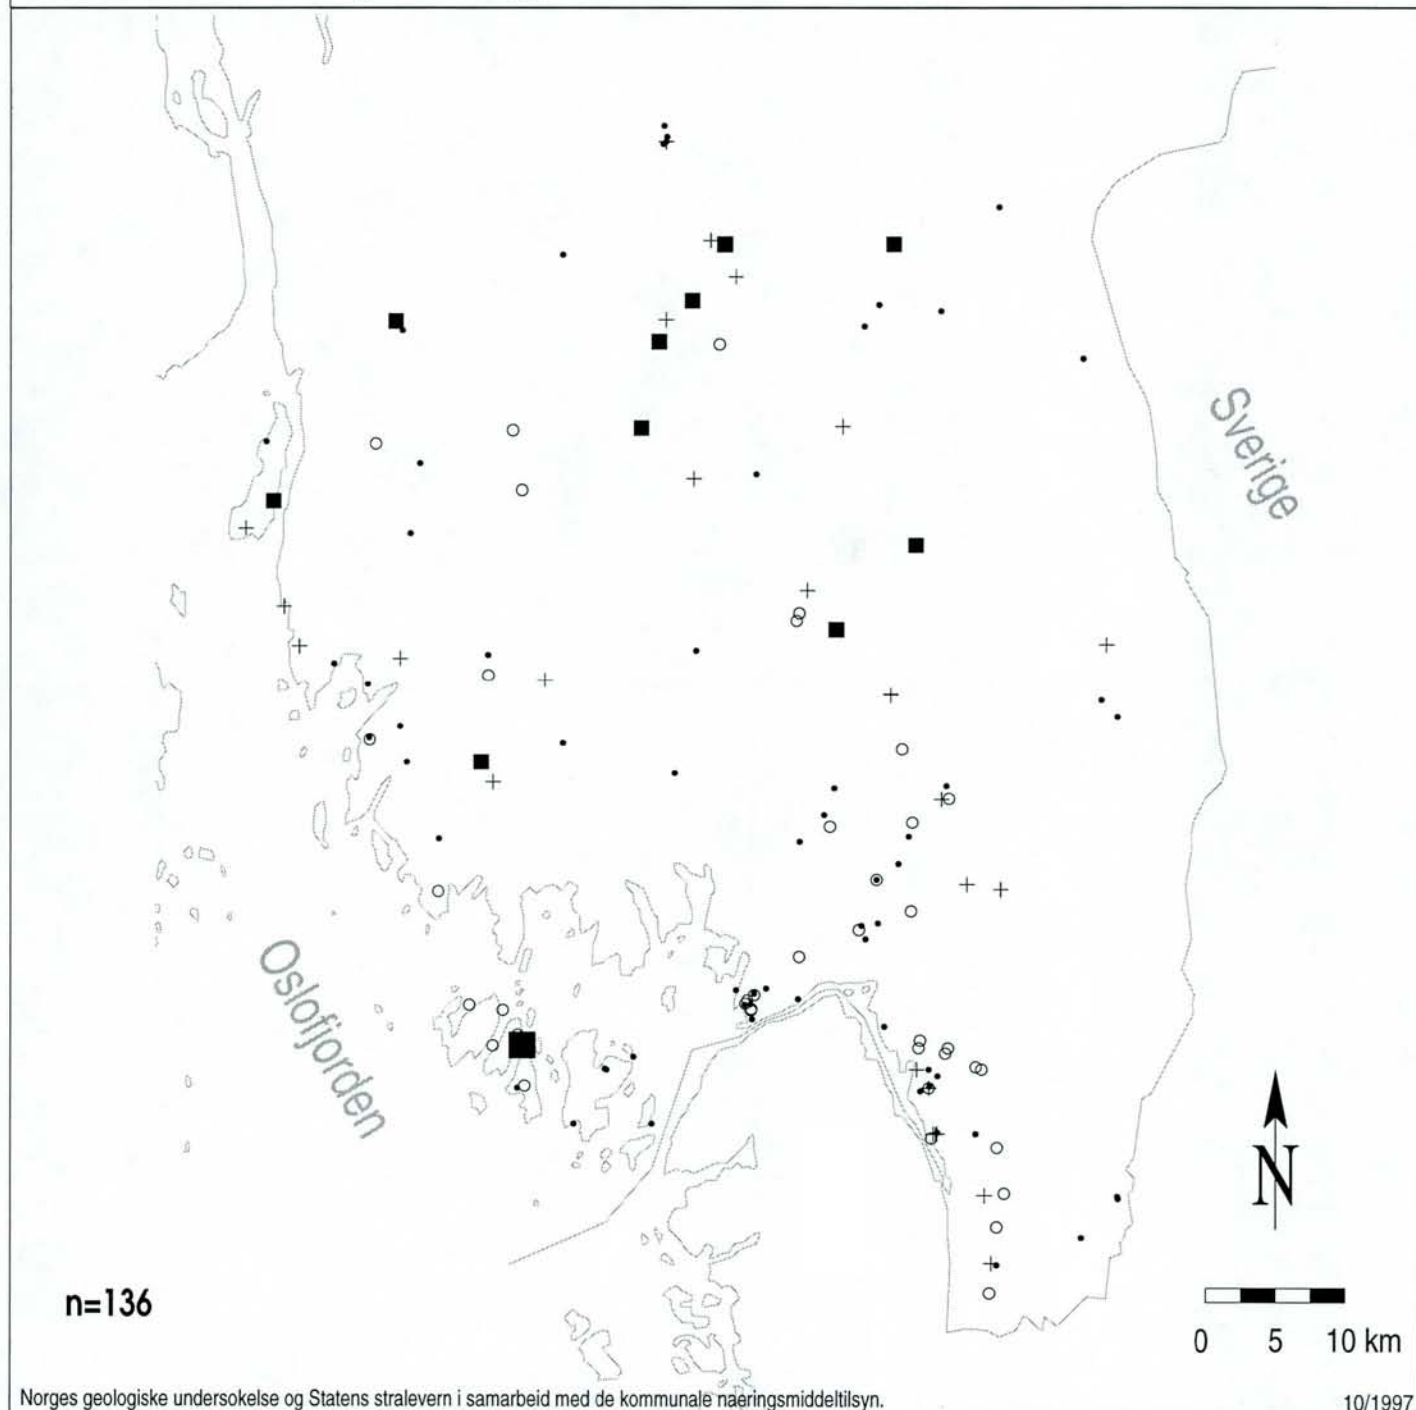 Sverige
Oslofjorden
N
n=136
0 5 10 km
Norges geologiske undersokelse og Statens stralevern i samarbeid med de kommunale naeringsmiddeltilsyn.
10/1997